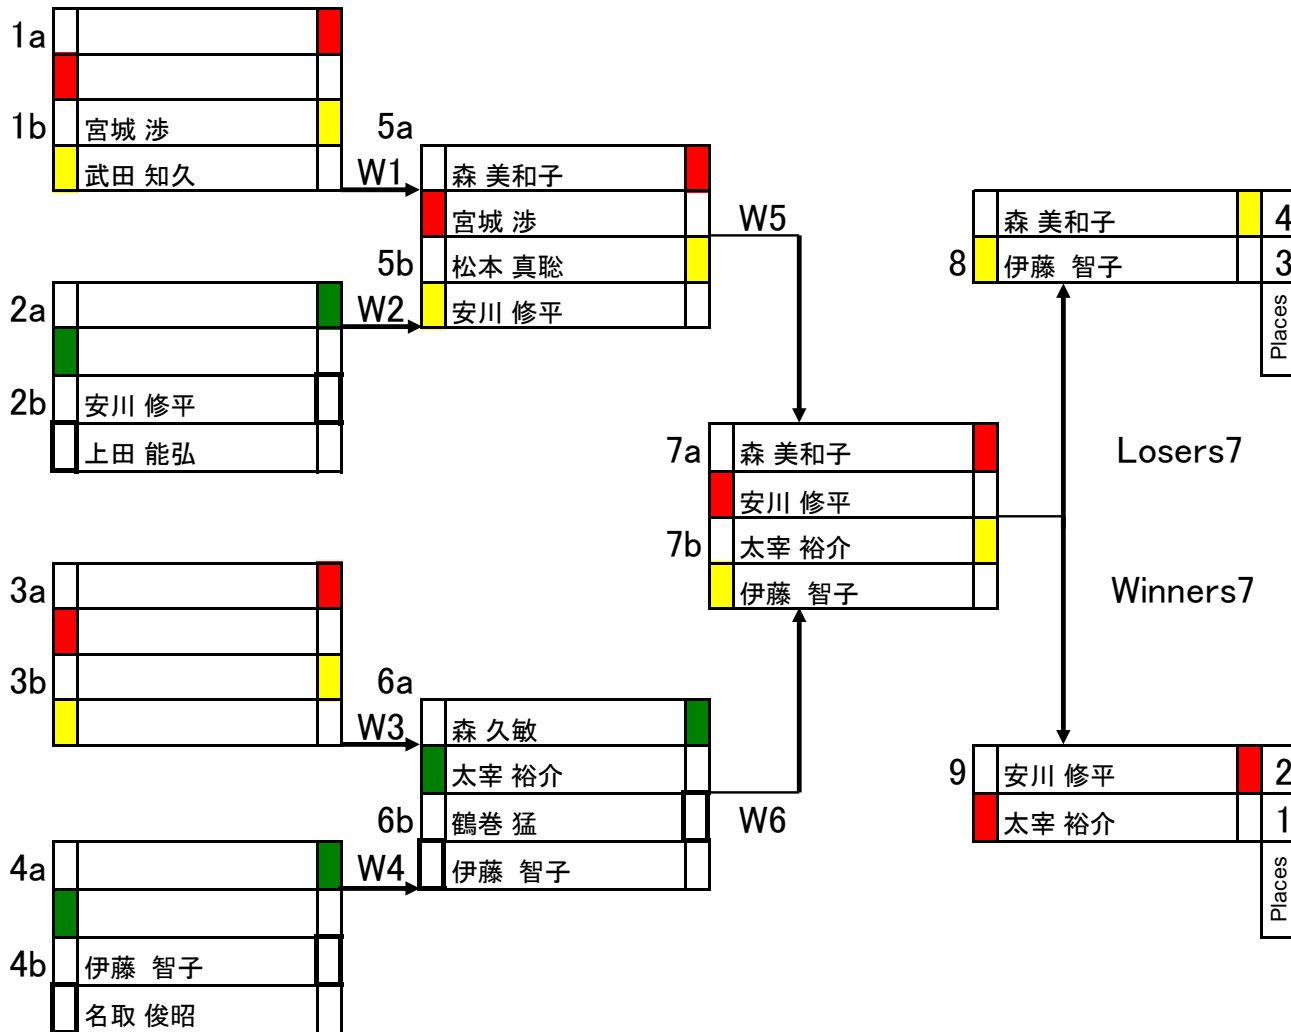 1a
1b 宮城 渉
武田 知久
W1
2a
2b 安川 修平
上田 能弘
W2
3a
3b
W3
4a
4b 伊藤 智子
名取 俊昭
W4
5a
森 美和子
宮城 渉
5b 松本 真聡
安川 修平
W5
6a
森 久敏
太宰 裕介
6b 鶴巻 猛
伊藤 智子
W6
7a 森 美和子
安川 修平
7b 太宰 裕介
伊藤 智子
森 美和子 4
8 伊藤 智子 3
Places
Losers7
Winners7
9 安川 修平 2
太宰 裕介 1
Places